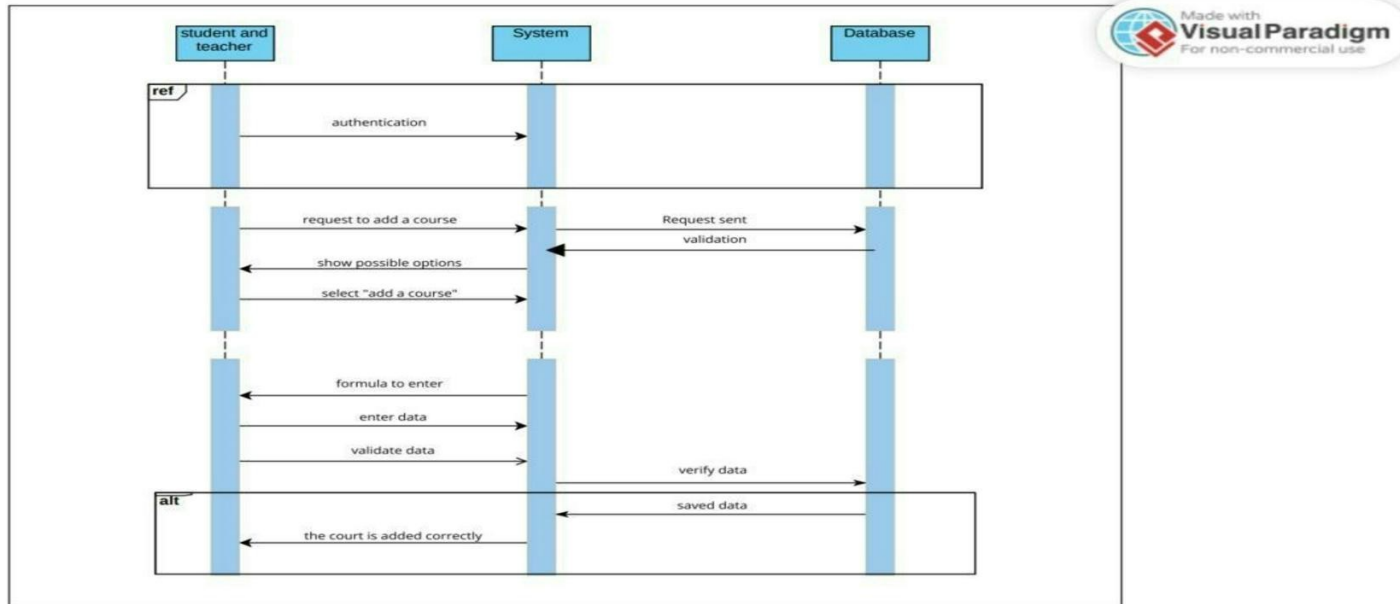 Made with
Visual Paradigm
For non-commercial use
student and
teacher
System
Database
ref
authentication
request to add a course
Request sent
validation
show possible options
select "add a course"
formula to enter
enter data
validate data
verify data
alt
saved data
the court is added correctly